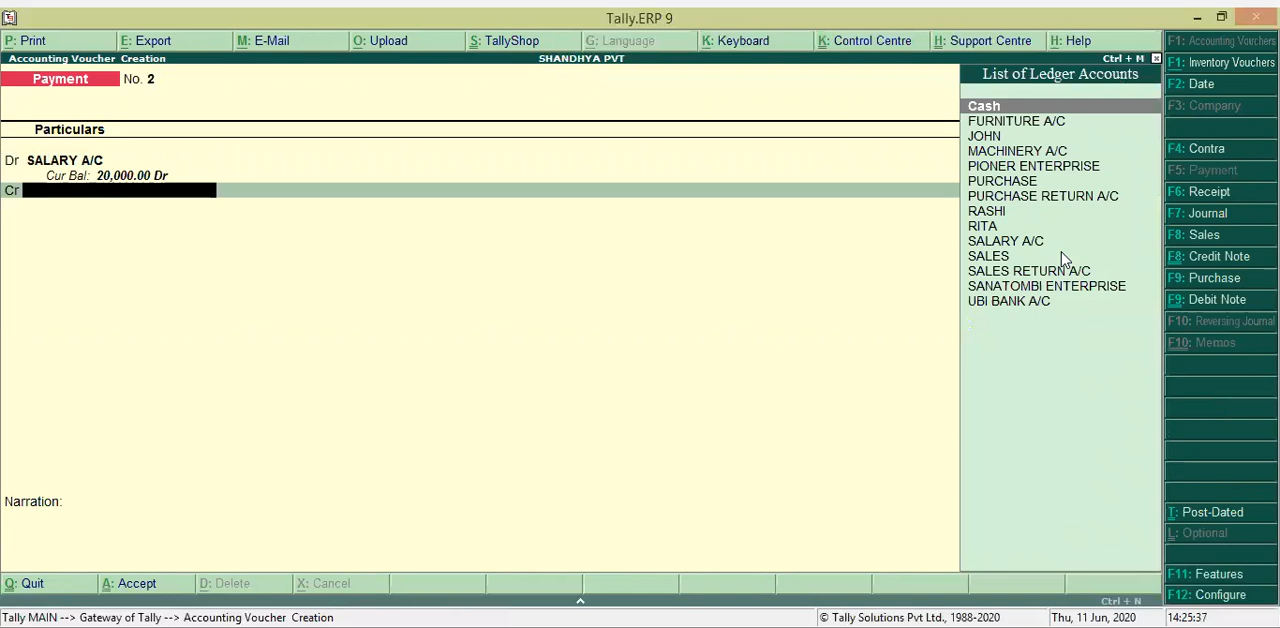 Tally.ERP 9
P: Print E: Export M: E-Mail O: Upload S: TallyShop G: Language K: Keyboard K: Control Centre H: Support Centre H: Help
Accounting Voucher Creation SHANDHYA PVT Ctrl + M
Payment No. 2
Particulars
Dr SALARY A/C
Cur Bal: 20,000.00 Dr
Cr
Narration:
List of Ledger Accounts
Cash
FURNITURE A/C
JOHN
MACHINERY A/C
PIONER ENTERPRISE
PURCHASE
PURCHASE RETURN A/C
RASHI
RITA
SALARY A/C
SALES
SALES RETURN A/C
SANATOMBI ENTERPRISE
UBI BANK A/C
F1: Accounting Vouchers
F1: Inventory Vouchers
F2: Date
F3: Company
F4: Contra
F5: Payment
F6: Receipt
F7: Journal
F8: Sales
F8: Credit Note
F9: Purchase
F9: Debit Note
F10: Reversing Journal
F10: Memos
T: Post-Dated
L: Optional
F11: Features
F12: Configure
Q: Quit A: Accept D: Delete X: Cancel
Ctrl + N
Tally MAIN --> Gateway of Tally --> Accounting Voucher Creation © Tally Solutions Pvt Ltd., 1988-2020 Thu, 11 Jun, 2020 14:25:37